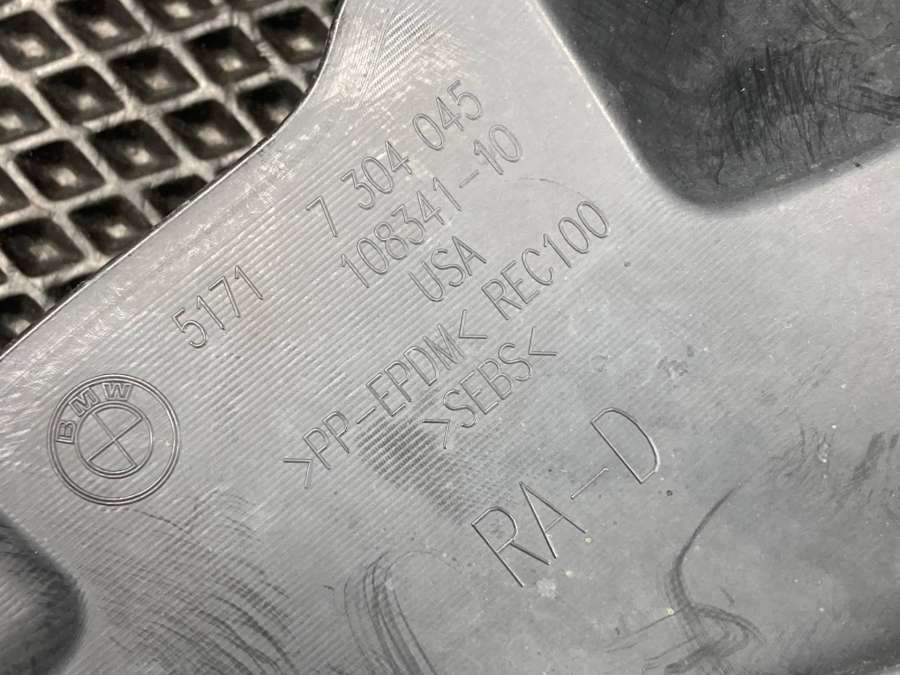 5171 7 304 045
108341-10
USA
>PP-EPDM< REC100
>SEBS<
RA-D
BMW